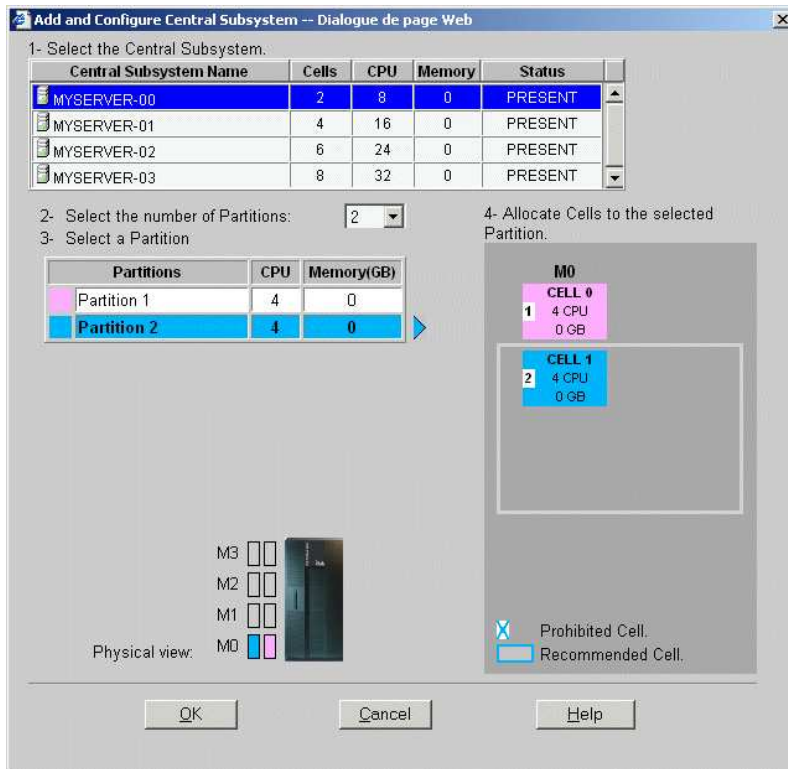 Add and Configure Central Subsystem -- Dialogue de page Web
1- Select the Central Subsystem.
Central Subsystem Name Cells CPU Memory Status
MYSERVER-00 2 8 0 PRESENT
MYSERVER-01 4 16 0 PRESENT
MYSERVER-02 6 24 0 PRESENT
MYSERVER-03 8 32 0 PRESENT
2- Select the number of Partitions: 2
3- Select a Partition
Partitions CPU Memory(GB)
Partition 1 4 0
Partition 2 4 0
4- Allocate Cells to the selected
Partition.
M0
CELL 0
1 4 CPU
0 GB
CELL 1
2 4 CPU
0 GB
M3
M2
M1
Physical view: M0
Prohibited Cell.
Recommended Cell.
OK Cancel Help